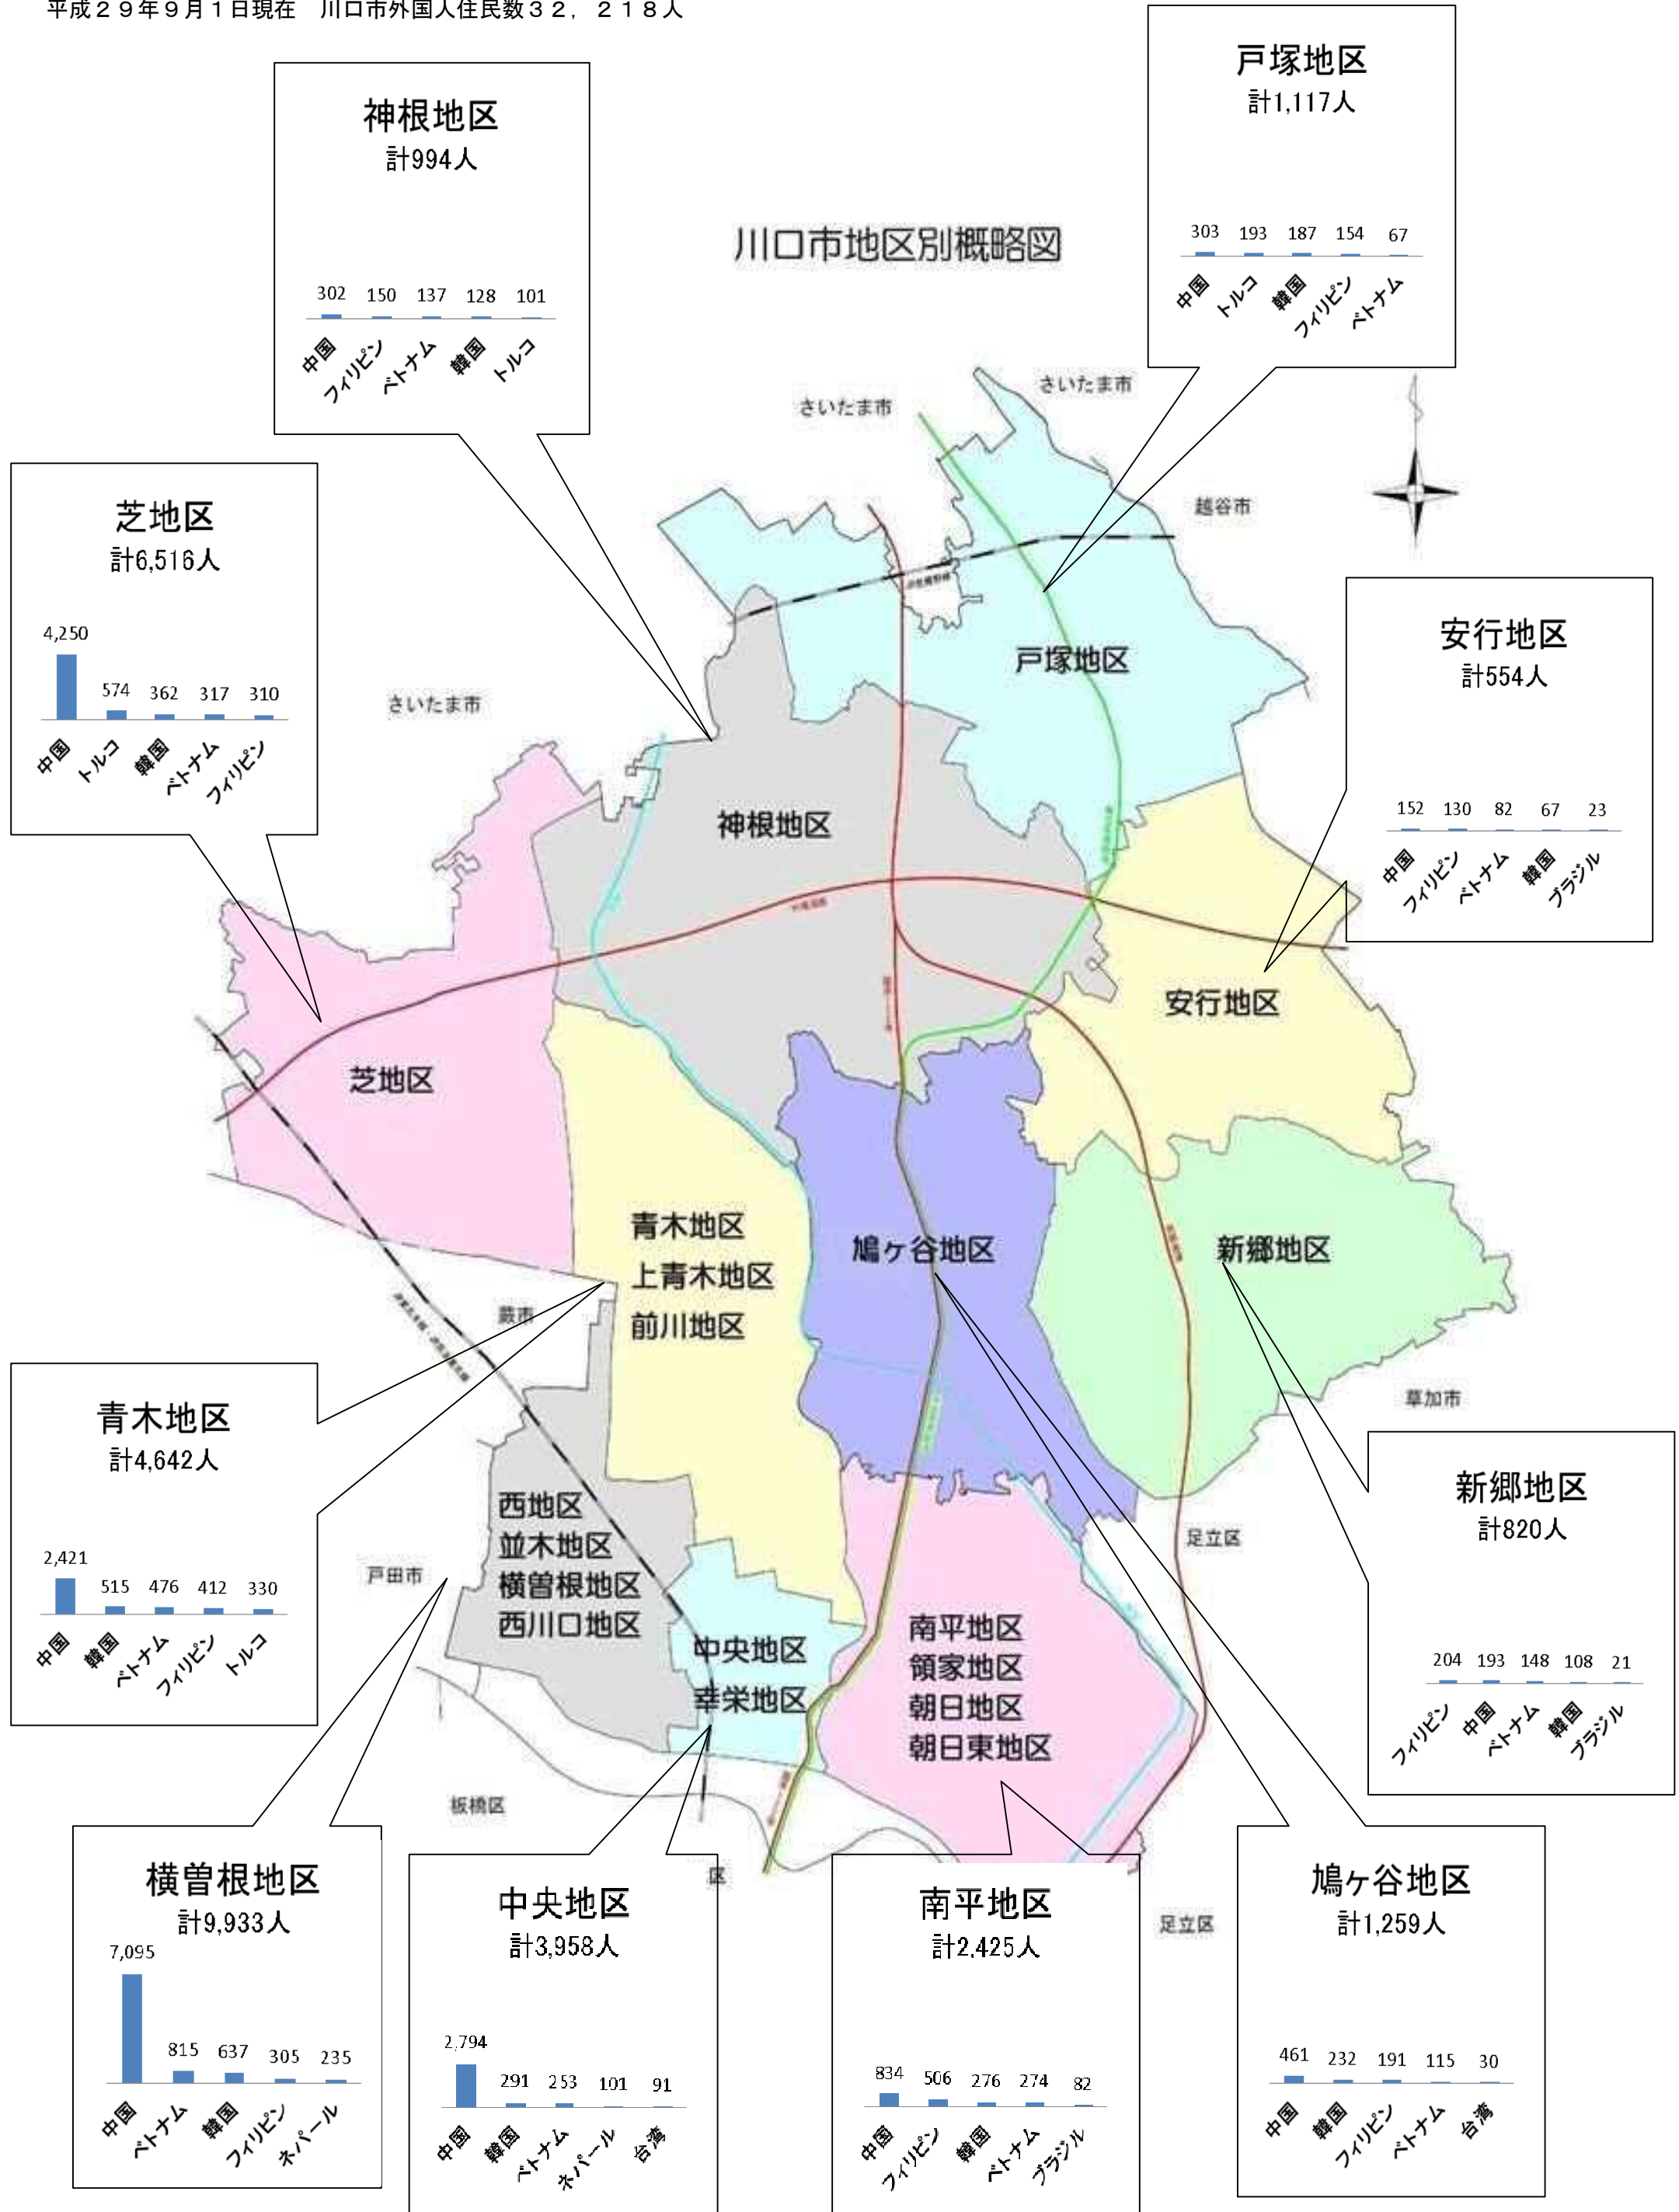 平成２９年９月１日現在　川口市外国人住民数３２，２１８人
戸塚地区
計1,117人
303 193 187 154 67
中国 トルコ 韓国 フィリピン ベトナム
神根地区
計994人
302 150 137 128 101
中国 フィリピン ベトナム 韓国 トルコ
川口市地区別概略図
さいたま市
さいたま市
越谷市
芝地区
計6,516人
4,250 574 362 317 310
中国 トルコ 韓国 ベトナム フィリピン
さいたま市
戸塚地区
安行地区
計554人
152 130 82 67 23
中国 フィリピン ベトナム 韓国 ブラジル
神根地区
安行地区
芝地区
青木地区
上青木地区
前川地区
鳩ヶ谷地区
新郷地区
蕨市
草加市
青木地区
計4,642人
2,421 515 476 412 330
中国 韓国 ベトナム フィリピン トルコ
新郷地区
計820人
204 193 148 108 21
フィリピン 中国 ベトナム 韓国 ブラジル
戸田市
西地区
並木地区
横曽根地区
西川口地区
足立区
中央地区
幸栄地区
南平地区
領家地区
朝日地区
朝日東地区
板橋区
区
足立区
横曽根地区
計9,933人
7,095 815 637 305 235
中国 ベトナム 韓国 フィリピン ネパール
中央地区
計3,958人
2,794 291 253 101 91
中国 韓国 ベトナム ネパール 台湾
南平地区
計2,425人
834 506 276 274 82
中国 フィリピン 韓国 ベトナム ブラジル
鳩ヶ谷地区
計1,259人
461 232 191 115 30
中国 韓国 フィリピン ベトナム 台湾